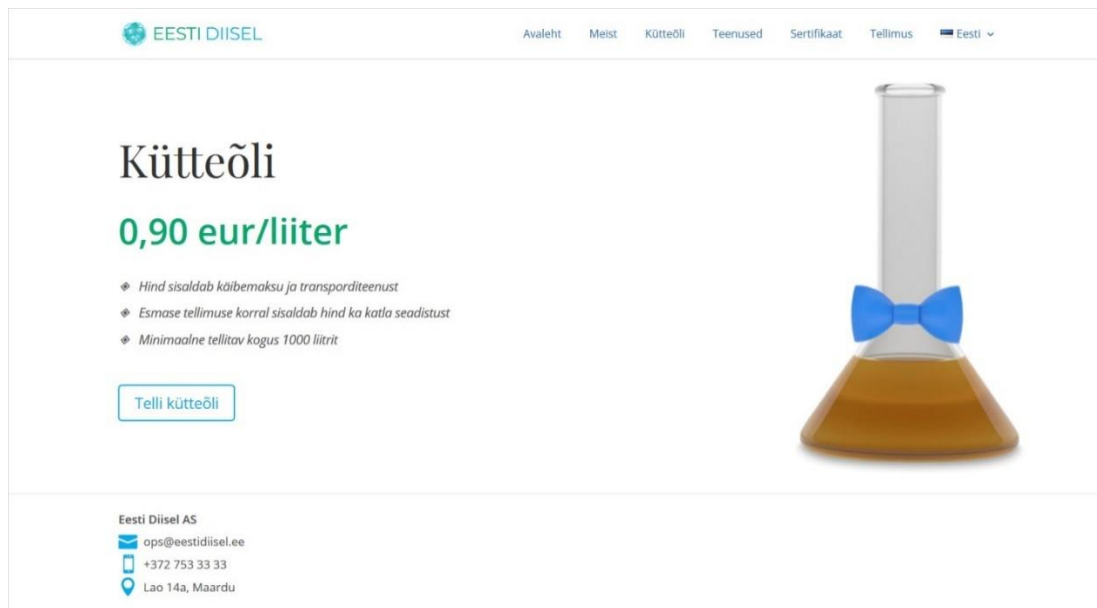 EESTI DIISEL
Avaleht Meist Kütteõli Teenused Sertifikaat Tellimus Eesti
Kütteõli
0,90 eur/liiter
Hind sisaldab käibemaksu ja transporditeenust
Esmase tellimuse korral sisaldab hind ka katla seadistust
Minimaalne tellitav kogus 1000 liitrit
Telli kütteõli
Eesti Diisel AS
ops@eestidiisel.ee
+372 753 33 33
Lao 14a, Maardu